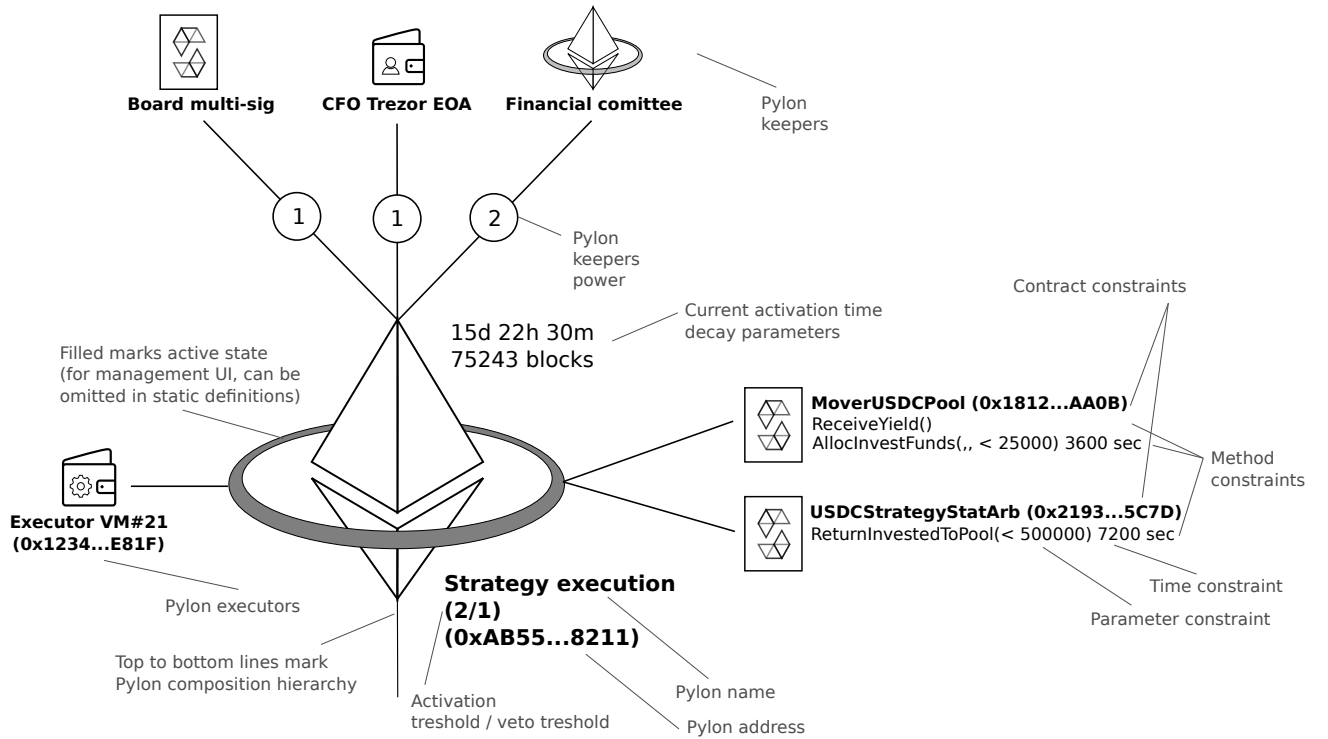 Board multi-sig
CFO Trezor EOA
Financial comittee
Pylon
keepers
1
1
2
Pylon
keepers
power
15d 22h 30m
75243 blocks
Current activation time
decay parameters
Contract constraints
Filled marks active state
(for management UI, can be
omitted in static definitions)
MoverUSDCPool (0x1812...AA0B)
ReceiveYield()
AllocInvestFunds(,, < 25000) 3600 sec
Method
constraints
Executor VM#21
(0x1234...E81F)
USDCStrategyStatArb (0x2193...5C7D)
ReturnInvestedToPool(< 500000) 7200 sec
Time constraint
Parameter constraint
Pylon executors
Strategy execution
(2/1)
(0xAB55...8211)
Top to bottom lines mark
Pylon composition hierarchy
Activation
treshold / veto treshold
Pylon name
Pylon address